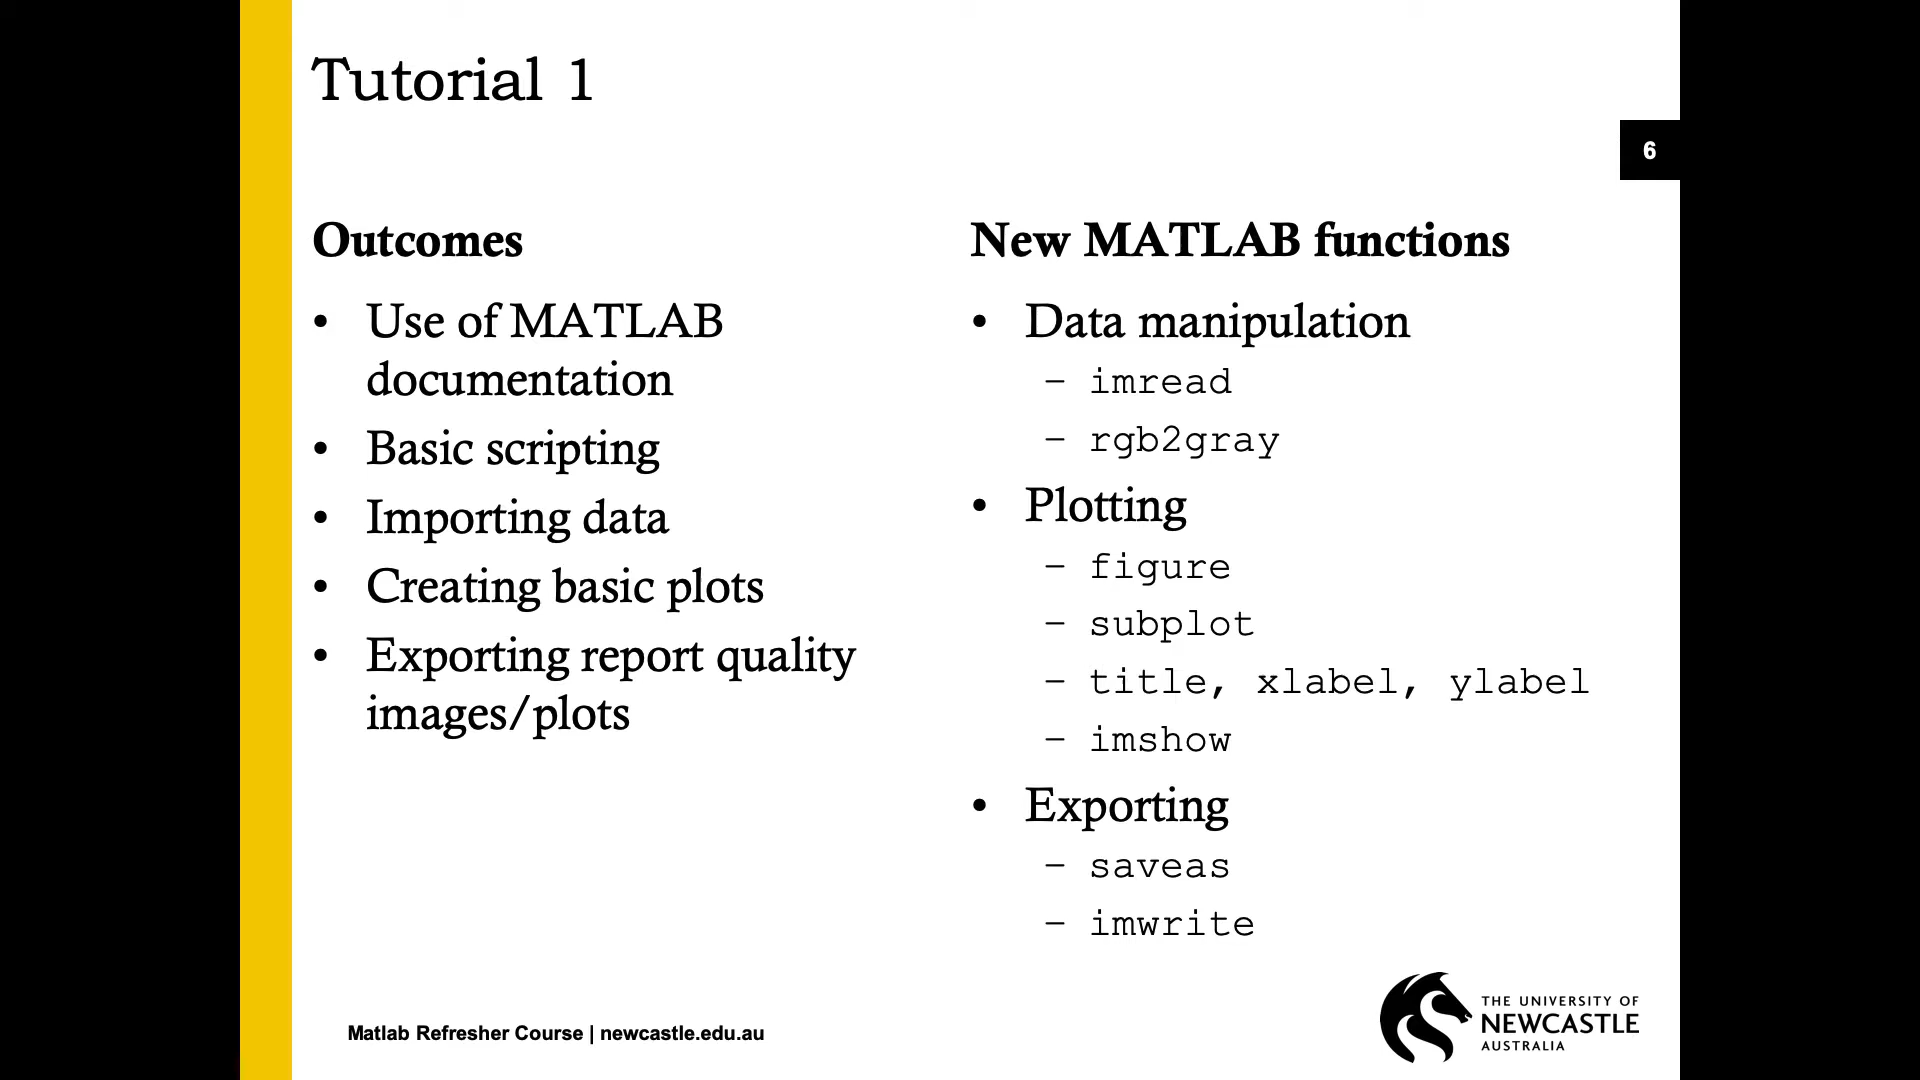 Tutorial 1
6
Outcomes
• Use of MATLAB
documentation
• Basic scripting
• Importing data
• Creating basic plots
• Exporting report quality
images/plots
New MATLAB functions
• Data manipulation
– imread
– rgb2gray
• Plotting
– figure
– subplot
– title, xlabel, ylabel
– imshow
• Exporting
– saveas
– imwrite
Matlab Refresher Course | newcastle.edu.au
THE UNIVERSITY OF
NEWCASTLE
AUSTRALIA